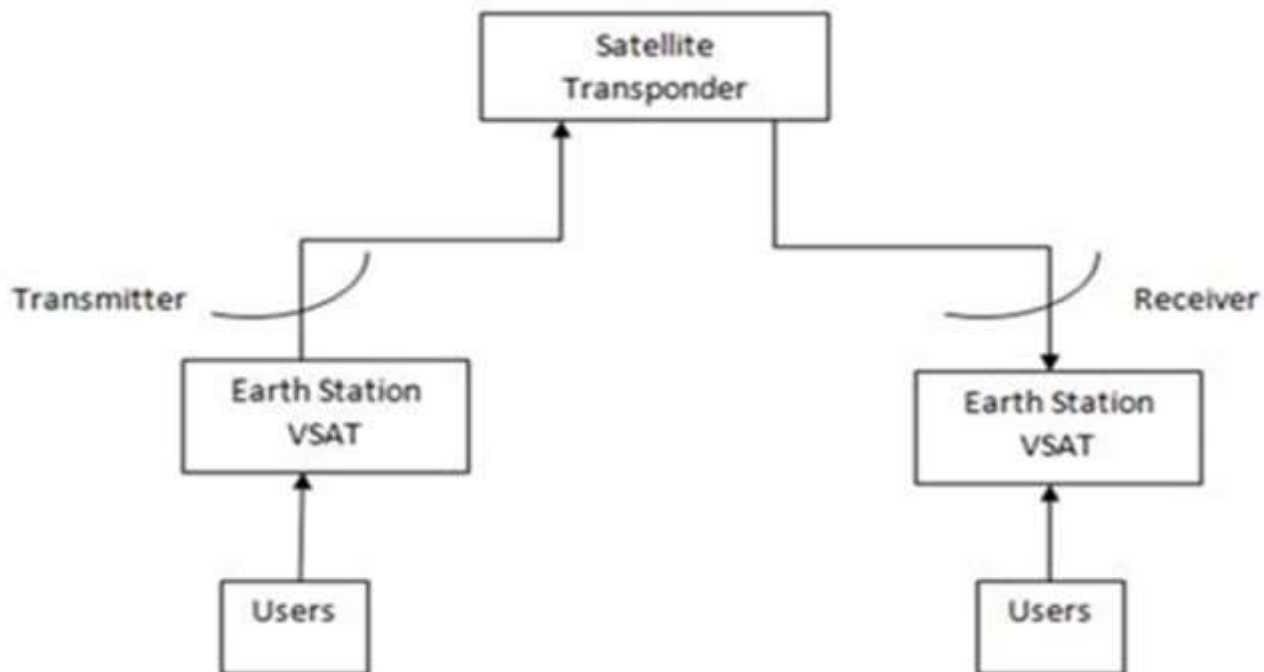 Satellite
Transponder
Transmitter
Receiver
Earth Station
VSAT
Earth Station
VSAT
Users
Users